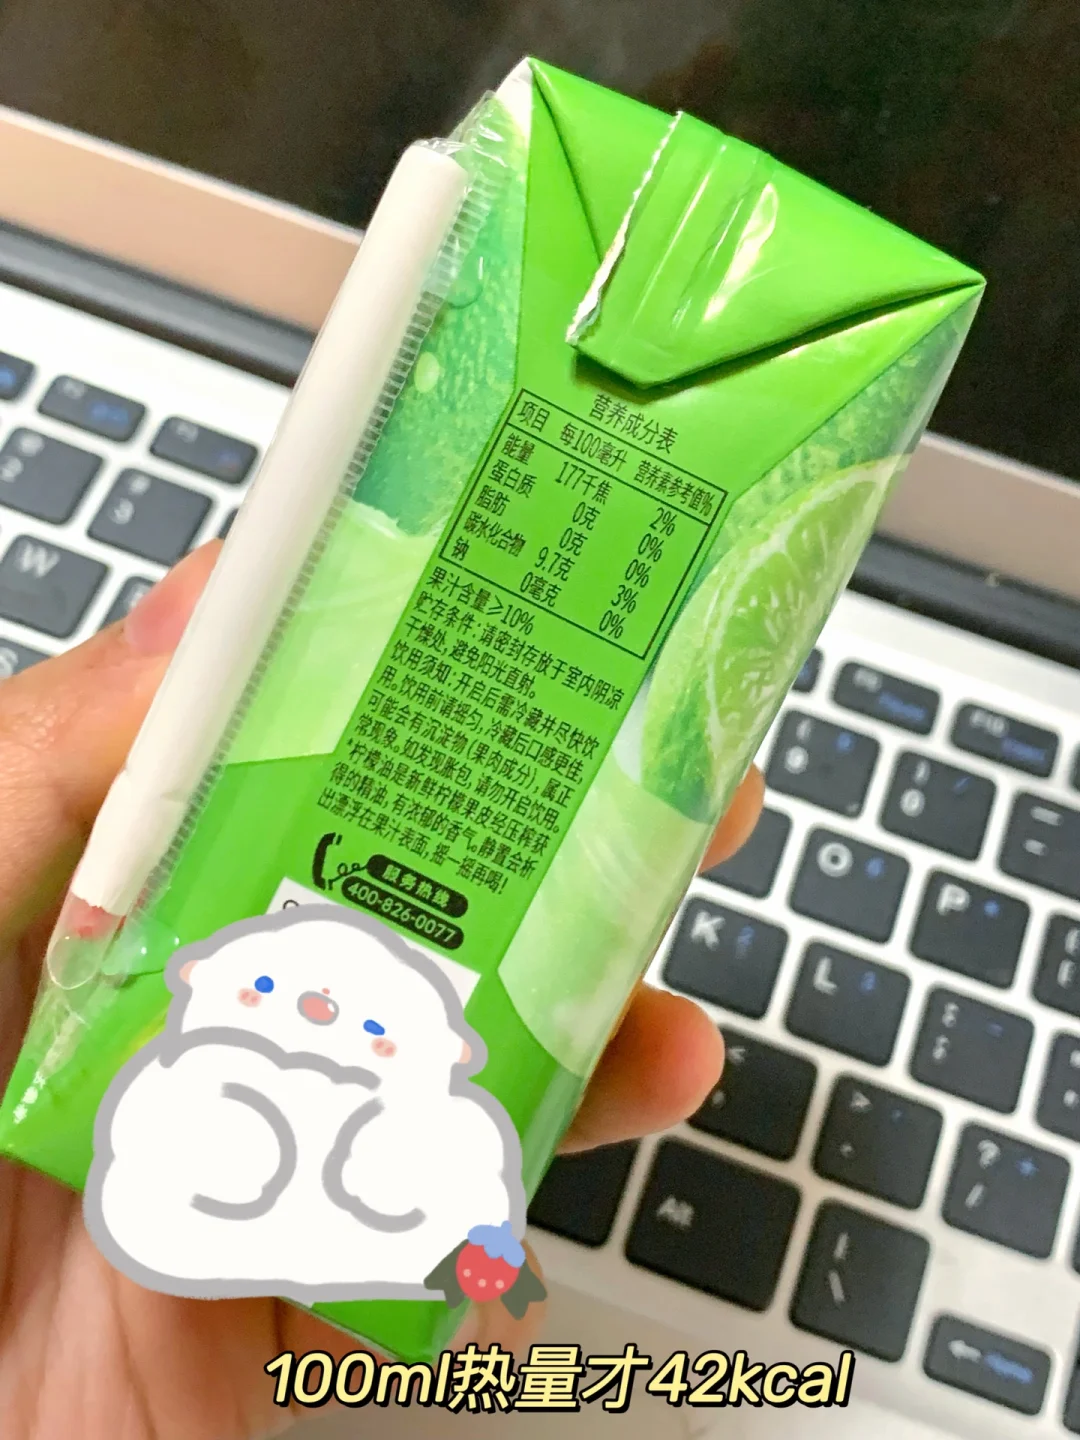 营养成分表
项目 每100毫升 营养素参考值%
能量 177千焦 2%
蛋白质 0克 0%
脂肪 0克 0%
碳水化合物 9.7克 3%
钠 0毫克 0%
果汁含量≥10%
贮存条件:请密封存放于室内阴凉
干燥处,避免阳光直射。
饮用须知:开启后需冷藏并尽快饮
用。饮用前请摇匀,冷藏后口感更佳,
可能会有沉淀物(果肉成分),属正
常现象。如发现胀包,请勿开启饮用。
*柠檬油是新鲜柠檬果皮经压榨获
得的精油,有浓郁的香气。静置会析
出漂浮在果汁表面,摇一摇再喝!
服务热线
400-826-0077
W
O
P
K
L
Alt
100ml热量才42kcal